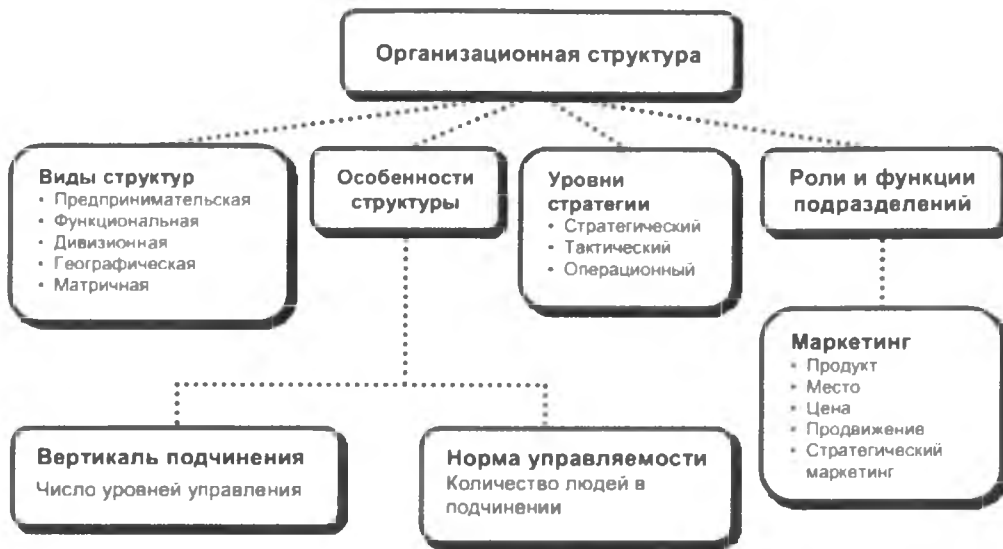 Организационная структура
Виды структур
• Предпринимательская
• Функциональная
• Дивизионная
• Географическая
• Матричная
Особенности
структуры
Уровни
стратегии
• Стратегический
• Тактический
• Операционный
Роли и функции
подразделений
Маркетинг
• Продукт
• Место
• Цена
• Продвижение
• Стратегический
маркетинг
Вертикаль подчинения
Число уровней управления
Норма управляемости
Количество людей в
подчинении